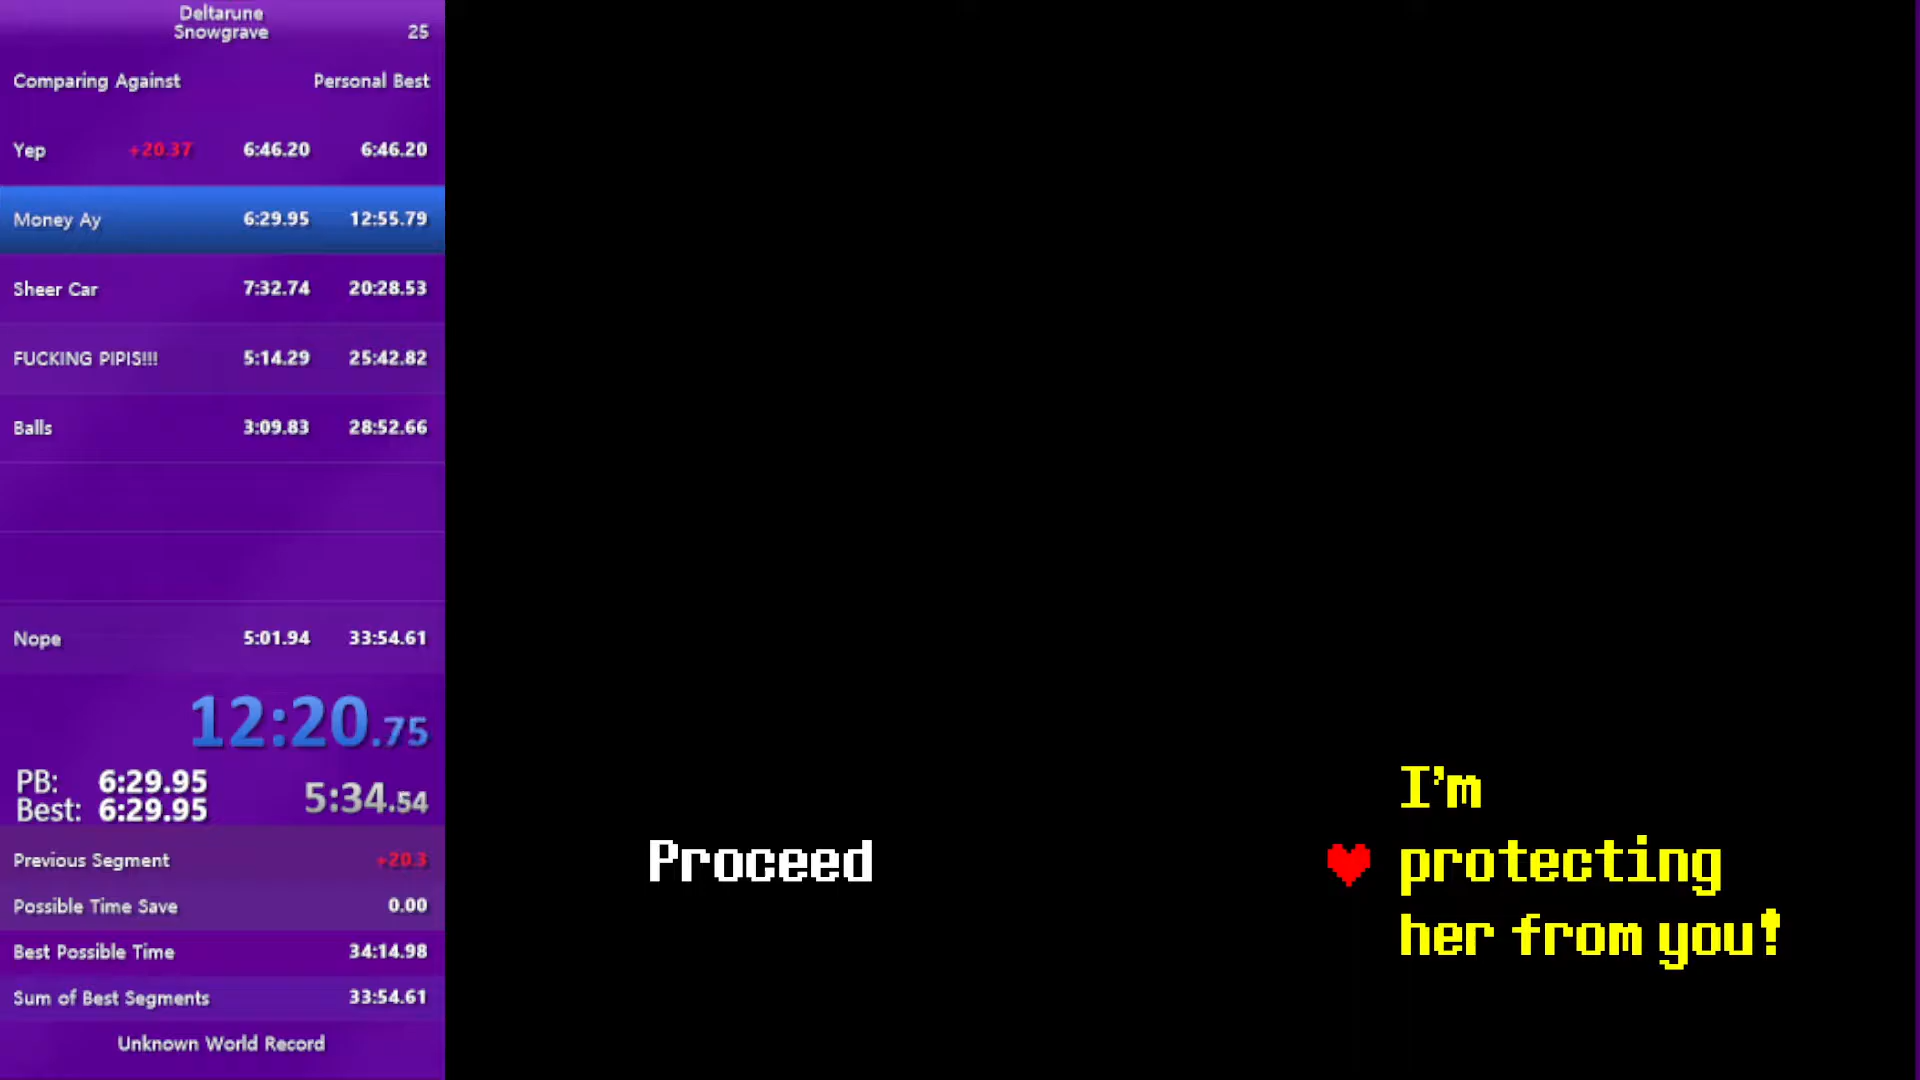 Deltarune
Snowgrave 25
Comparing Against Personal Best
Yep +20.37 6:46.20 6:46.20
Money Ay 6:29.95 12:55.79
Sheer Car 7:32.74 20:28.53
FUCKING PIPIS!!! 5:14.29 25:42.82
Balls 3:09.83 28:52.66
Nope 5:01.94 33:54.61
12:20.75
PB: 6:29.95
Best: 6:29.95
5:34.54
Previous Segment +20.3
Possible Time Save 0.00
Best Possible Time 34:14.98
Sum of Best Segments 33:54.61
Unknown World Record
Proceed
I'm
protecting
her from you!